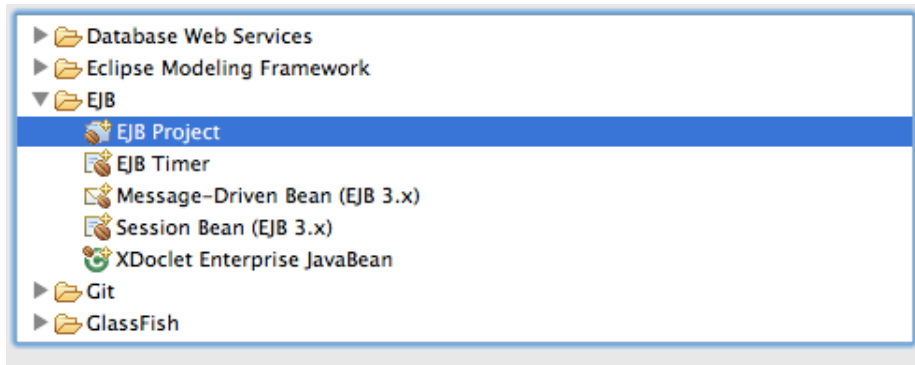 Database Web Services
Eclipse Modeling Framework
EJB
EJB Project
EJB Timer
Message-Driven Bean (EJB 3.x)
Session Bean (EJB 3.x)
XDoclet Enterprise JavaBean
Git
GlassFish